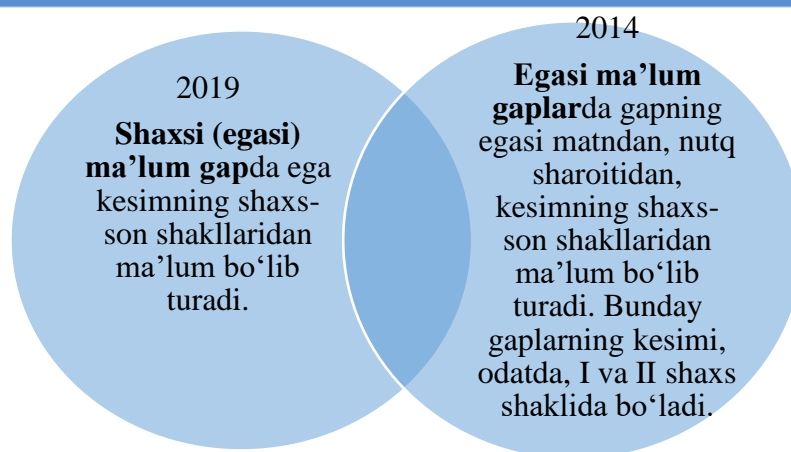 2019
Shaxsi (egasi)
ma’lum gapda ega
kesimning shaxs-
son shakllaridan
ma’lum bo‘lib
turadi.
2014
Egasi ma’lum
gaplarda gapning
egasi matndan, nutq
sharoitidan,
kesimning shaxs-
son shakllaridan
ma’lum bo‘lib
turadi. Bunday
gaplarning kesimi,
odatda, I va II shaxs
shaklida bo‘ladi.